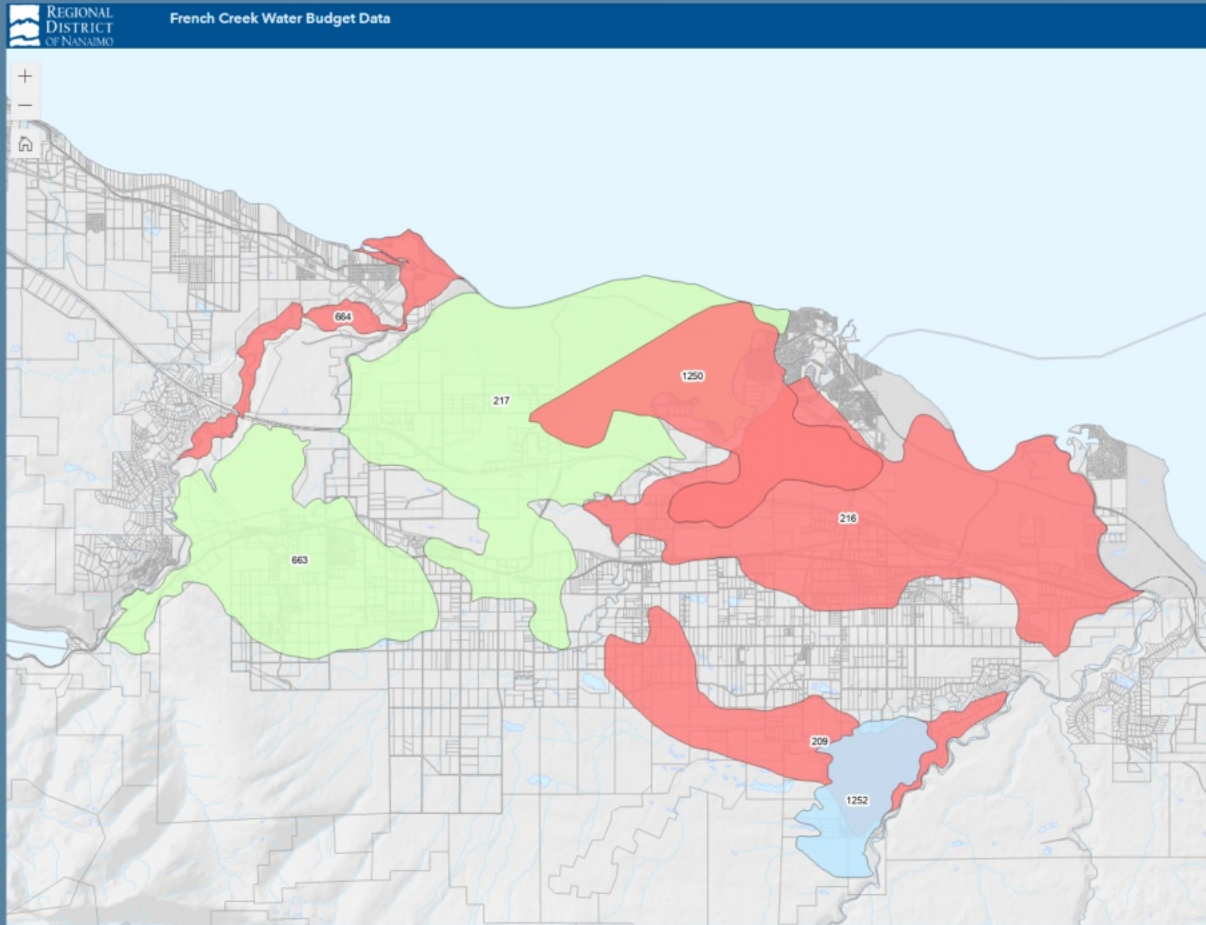 REGIONAL
DISTRICT
OF NANAIMO
French Creek Water Budget Data
+
−
664
1250
217
216
663
209
1252